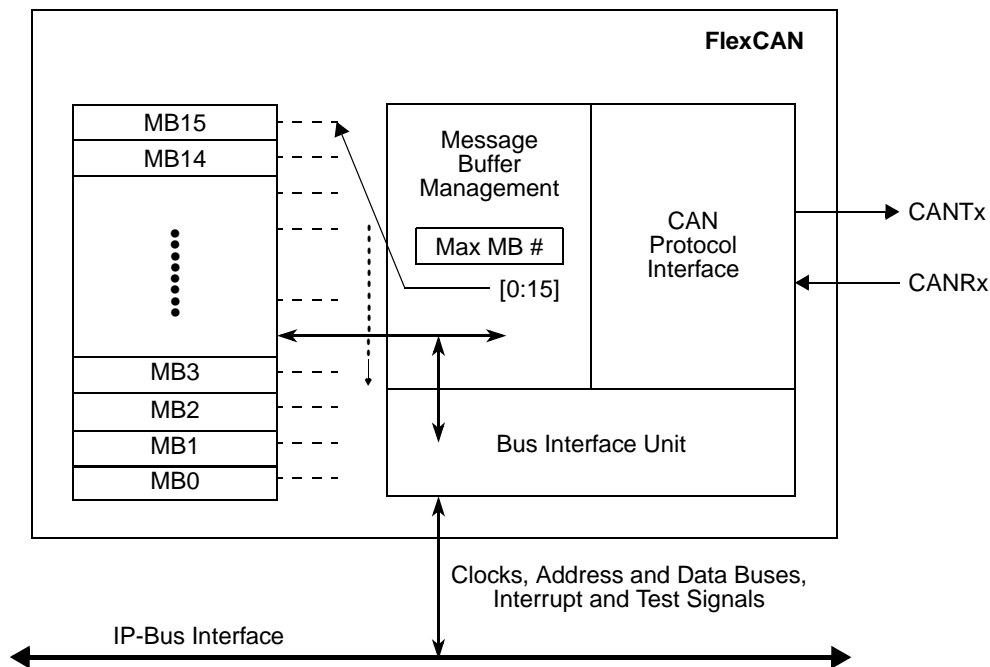 FlexCAN
MB15
MB14
MB3
MB2
MB1
MB0
Message
Buffer
Management
Max MB #
[0:15]
CAN
Protocol
Interface
CANTx
CANRx
Bus Interface Unit
Clocks, Address and Data Buses,
Interrupt and Test Signals
IP-Bus Interface